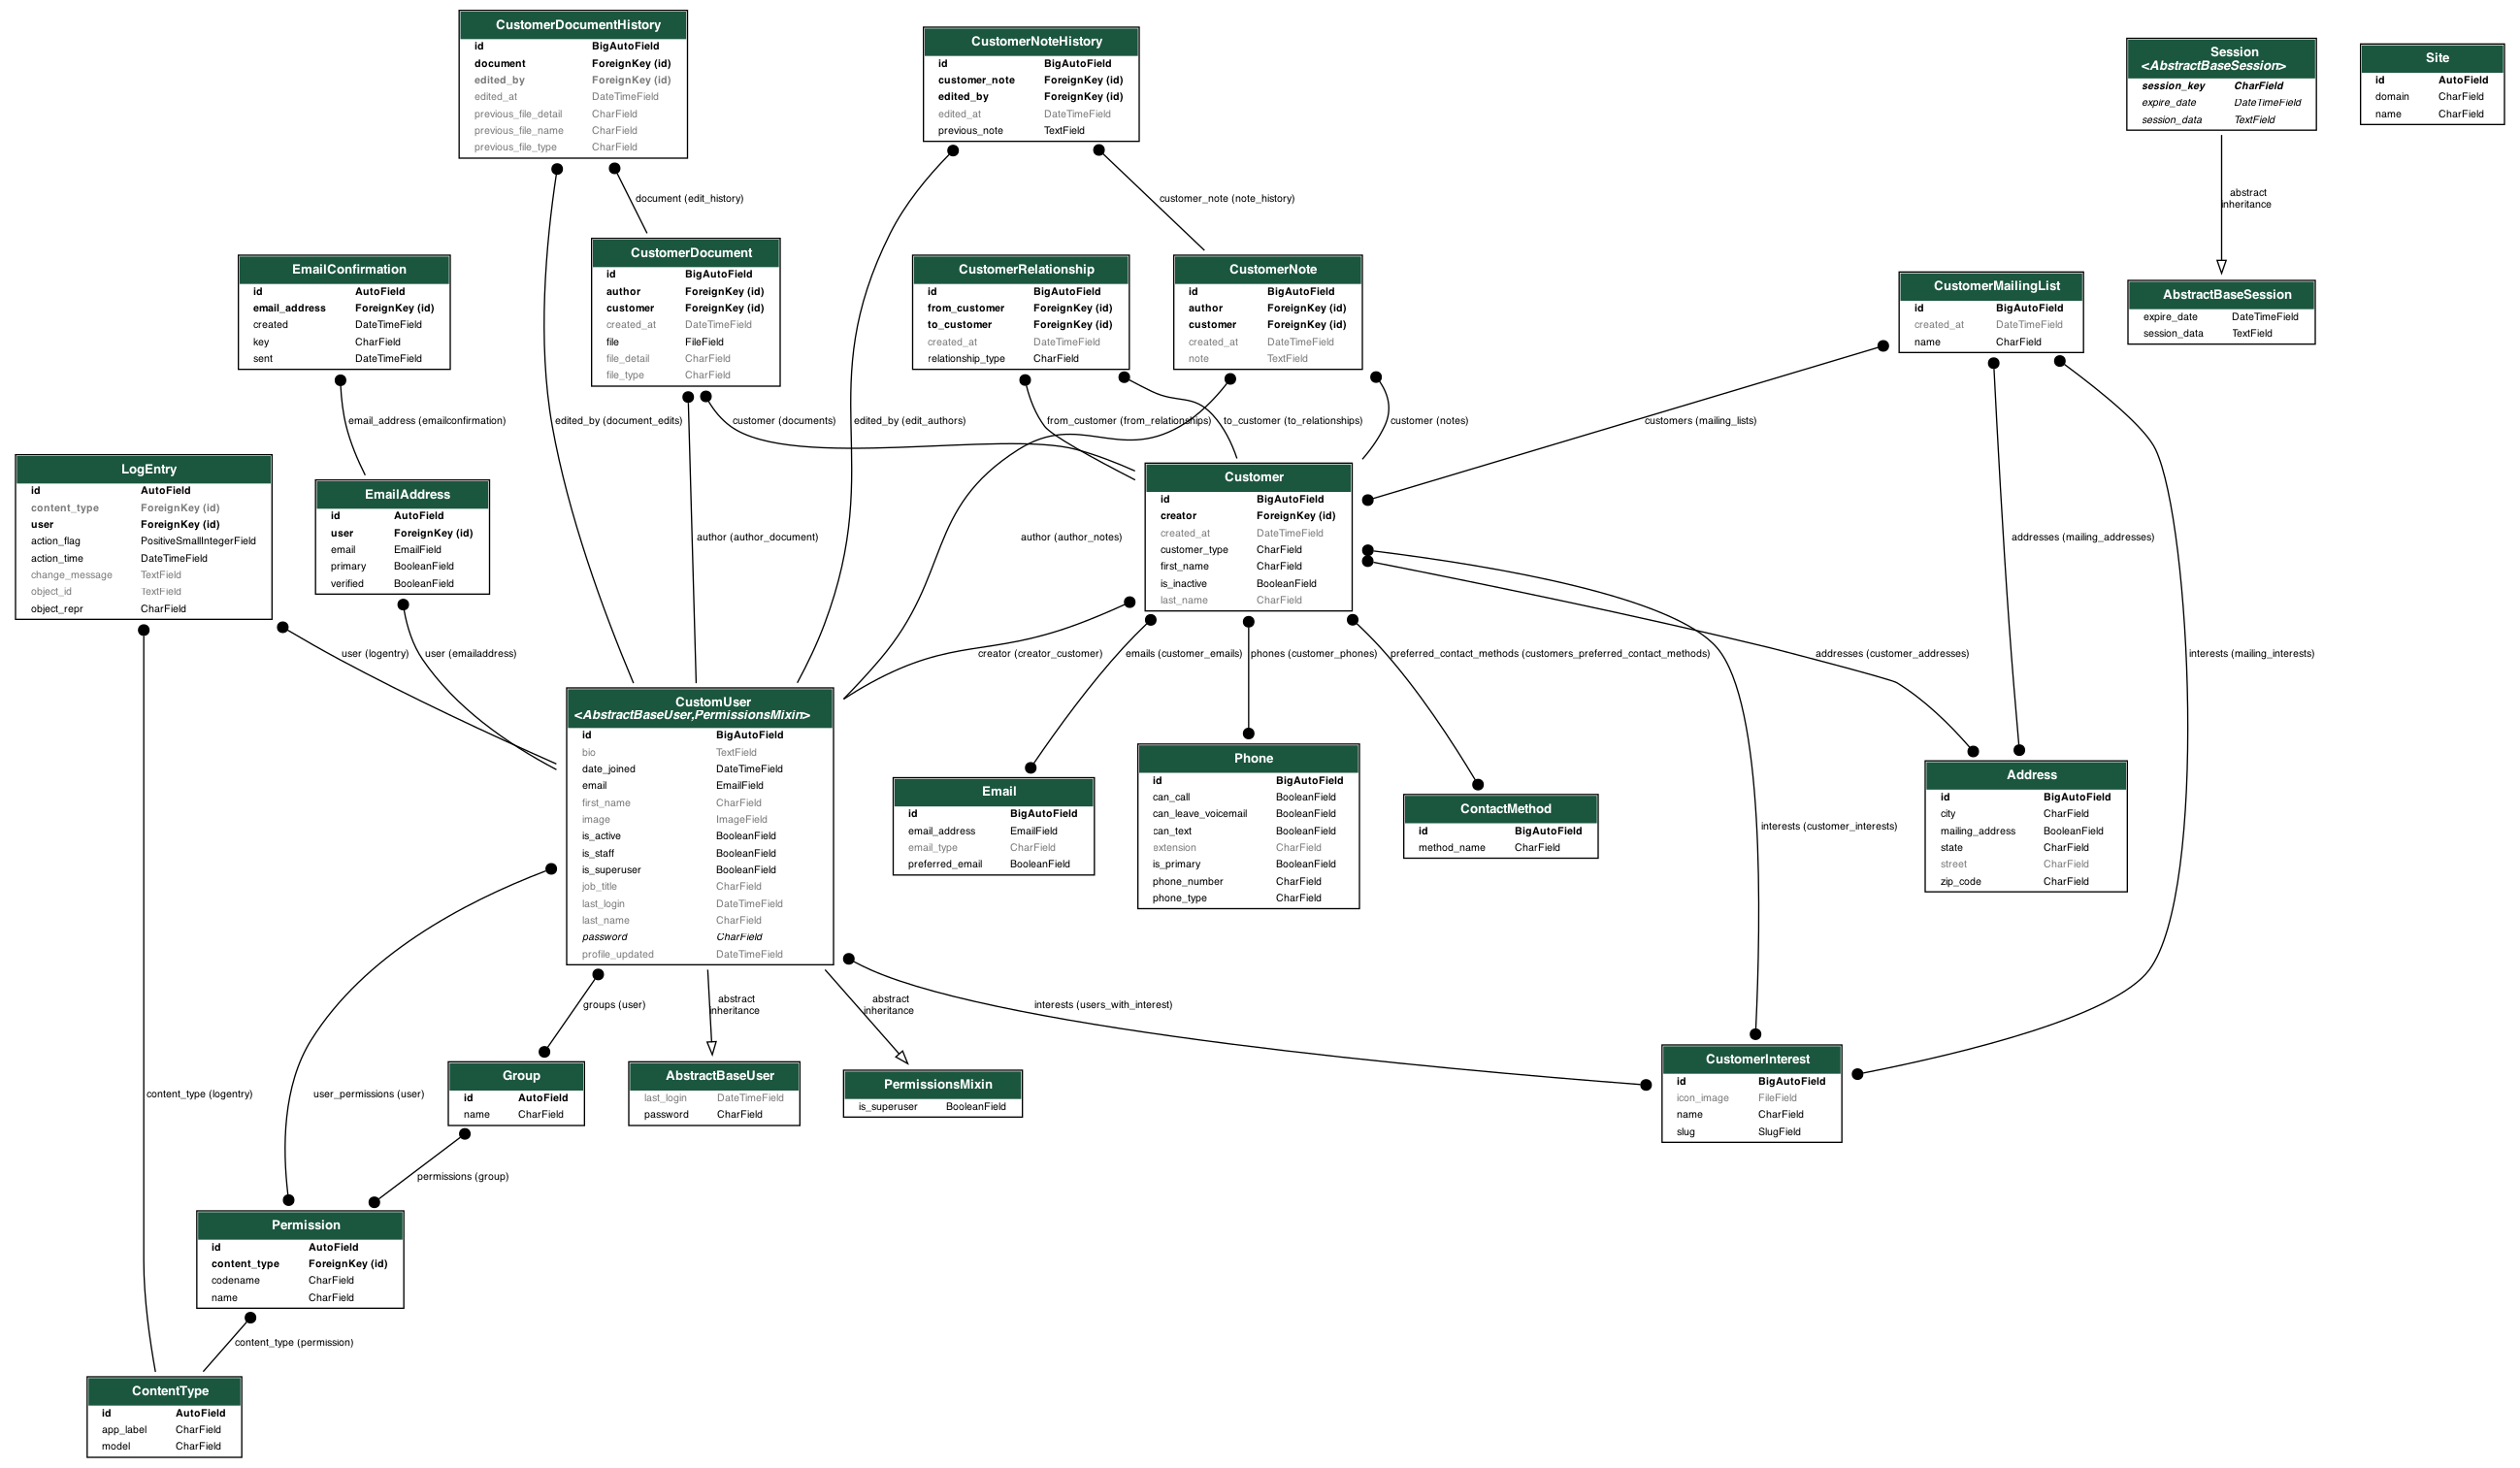 CustomerDocumentHistory
id BigAutoField
document ForeignKey (id)
edited_by ForeignKey (id)
edited_at DateTimeField
previous_file_detail CharField
previous_file_name CharField
previous_file_type CharField
CustomerNoteHistory
id BigAutoField
customer_note ForeignKey (id)
edited_by ForeignKey (id)
edited_at DateTimeField
previous_note TextField
Session
<AbstractBaseSession>
session_key CharField
expire_date DateTimeField
session_data TextField
Site
id AutoField
domain CharField
name CharField
document (edit_history)
customer_note (note_history)
abstract
inheritance
EmailConfirmation
id AutoField
email_address ForeignKey (id)
created DateTimeField
key CharField
sent DateTimeField
CustomerDocument
id BigAutoField
author ForeignKey (id)
customer ForeignKey (id)
created_at DateTimeField
file FileField
file_detail CharField
file_type CharField
CustomerRelationship
id BigAutoField
from_customer ForeignKey (id)
to_customer ForeignKey (id)
created_at DateTimeField
relationship_type CharField
CustomerNote
id BigAutoField
author ForeignKey (id)
customer ForeignKey (id)
created_at DateTimeField
note TextField
CustomerMailingList
id BigAutoField
created_at DateTimeField
name CharField
AbstractBaseSession
expire_date DateTimeField
session_data TextField
email_address (emailconfirmation)
edited_by (document_edits)
customer (documents)
edited_by (edit_authors)
from_customer (from_relationships)
to_customer (to_relationships)
customer (notes)
customers (mailing_lists)
LogEntry
id AutoField
content_type ForeignKey (id)
user ForeignKey (id)
action_flag PositiveSmallIntegerField
action_time DateTimeField
change_message TextField
object_id TextField
object_repr CharField
EmailAddress
id AutoField
user ForeignKey (id)
email EmailField
primary BooleanField
verified BooleanField
author (author_document)
author (author_notes)
Customer
id BigAutoField
creator ForeignKey (id)
created_at DateTimeField
customer_type CharField
first_name CharField
is_inactive BooleanField
last_name CharField
addresses (mailing_addresses)
user (logentry)
user (emailaddress)
creator (creator_customer)
emails (customer_emails)
phones (customer_phones)
preferred_contact_methods (customers_preferred_contact_methods)
addresses (customer_addresses)
interests (mailing_interests)
CustomUser
<AbstractBaseUser,PermissionsMixin>
id BigAutoField
bio TextField
date_joined DateTimeField
email EmailField
first_name CharField
image ImageField
is_active BooleanField
is_staff BooleanField
is_superuser BooleanField
job_title CharField
last_login DateTimeField
last_name CharField
password CharField
profile_updated DateTimeField
Email
id BigAutoField
email_address EmailField
email_type CharField
preferred_email BooleanField
Phone
id BigAutoField
can_call BooleanField
can_leave_voicemail BooleanField
can_text BooleanField
extension CharField
is_primary BooleanField
phone_number CharField
phone_type CharField
ContactMethod
id BigAutoField
method_name CharField
interests (customer_interests)
Address
id BigAutoField
city CharField
mailing_address BooleanField
state CharField
street CharField
zip_code CharField
groups (user)
abstract
inheritance
abstract
inheritance
interests (users_with_interest)
content_type (logentry)
user_permissions (user)
Group
id AutoField
name CharField
AbstractBaseUser
last_login DateTimeField
password CharField
PermissionsMixin
is_superuser BooleanField
CustomerInterest
id BigAutoField
icon_image FileField
name CharField
slug SlugField
permissions (group)
Permission
id AutoField
content_type ForeignKey (id)
codename CharField
name CharField
content_type (permission)
ContentType
id AutoField
app_label CharField
model CharField